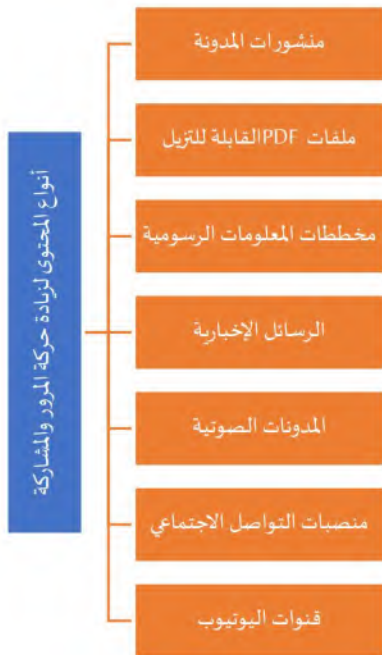 أنواع المحتوى لزيادة حركة المرور والمشاركة
منشورات المدونة
ملفات PDFالقابلة للتزيل
مخططات المعلومات الرسومية
الرسائل الإخبارية
المدونات الصوتية
منصبات التواصل الاجتماعي
قنوات اليوتيوب